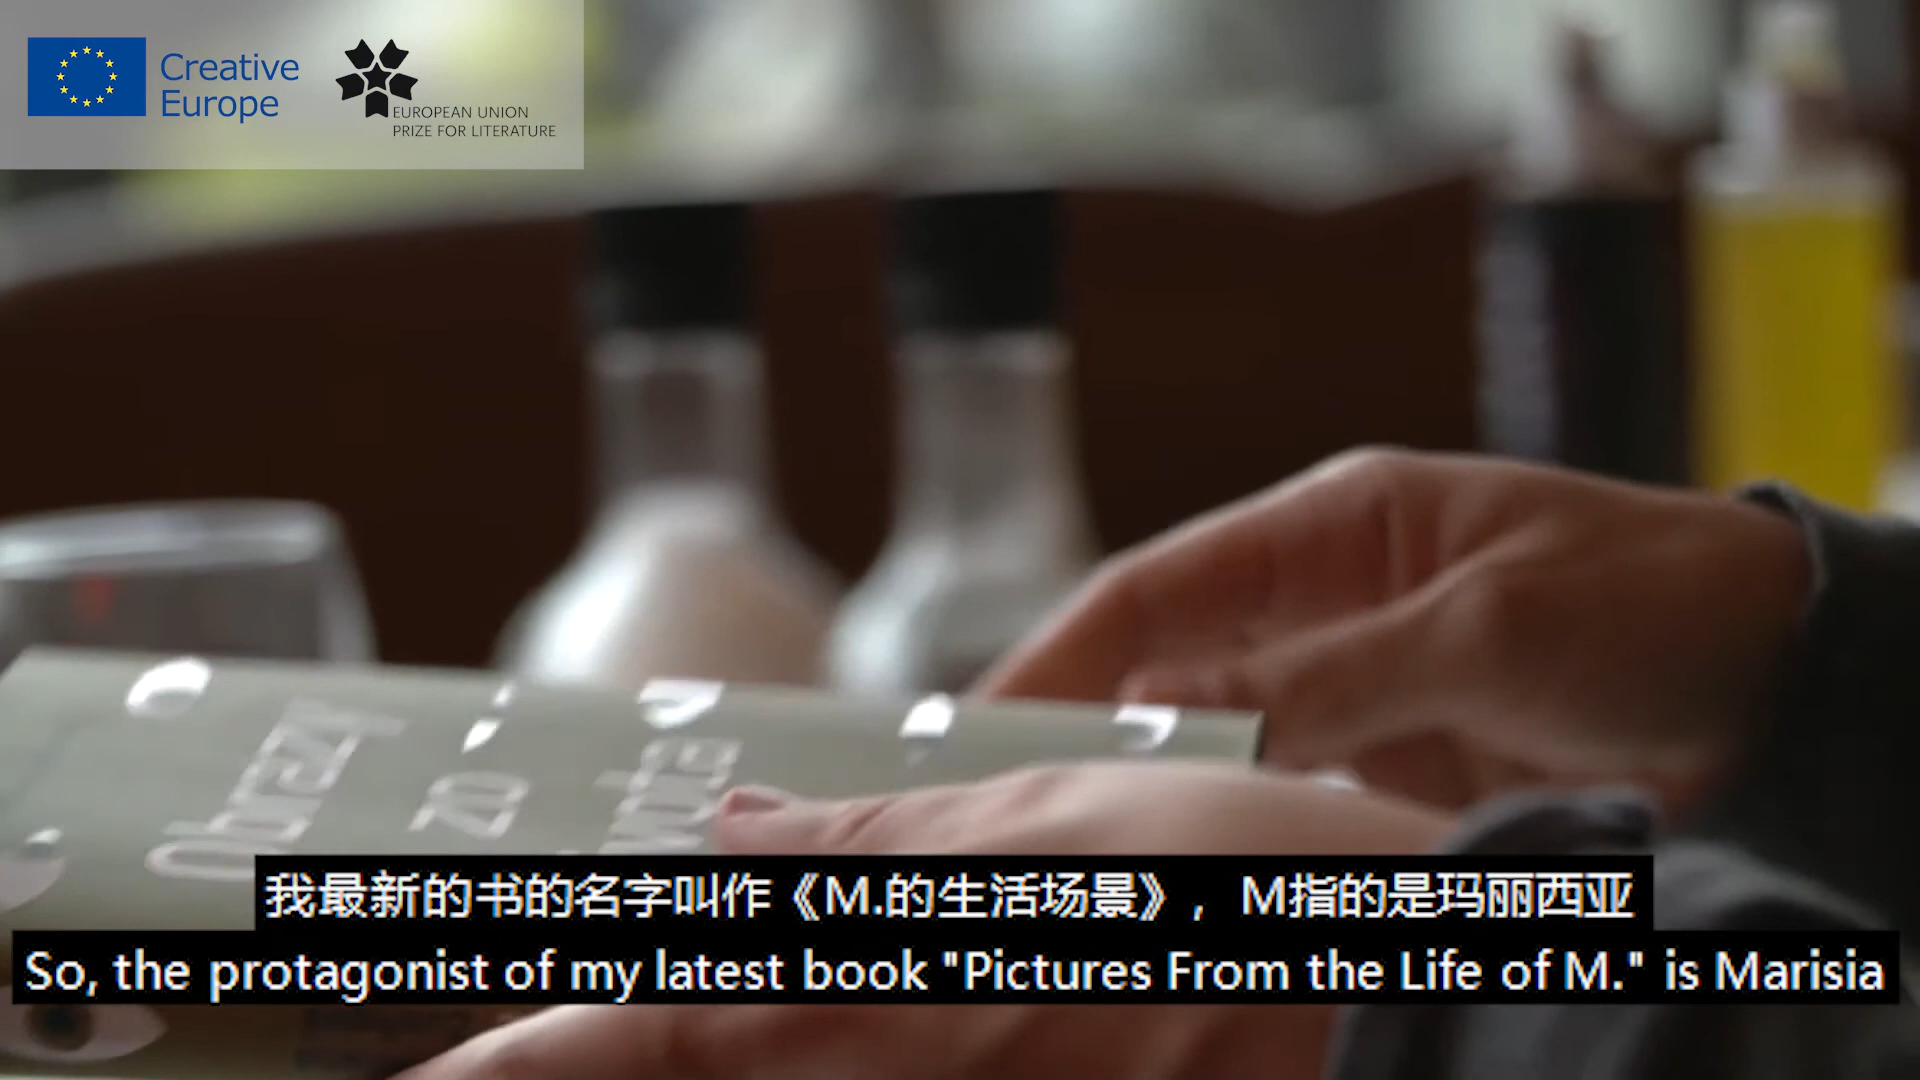 Creative
Europe
EUROPEAN UNION
PRIZE FOR LITERATURE
Obrazy
zo
我最新的书的名字叫作《M.的生活场景》，M指的是玛丽西亚
So, the protagonist of my latest book "Pictures From the Life of M." is Marisia